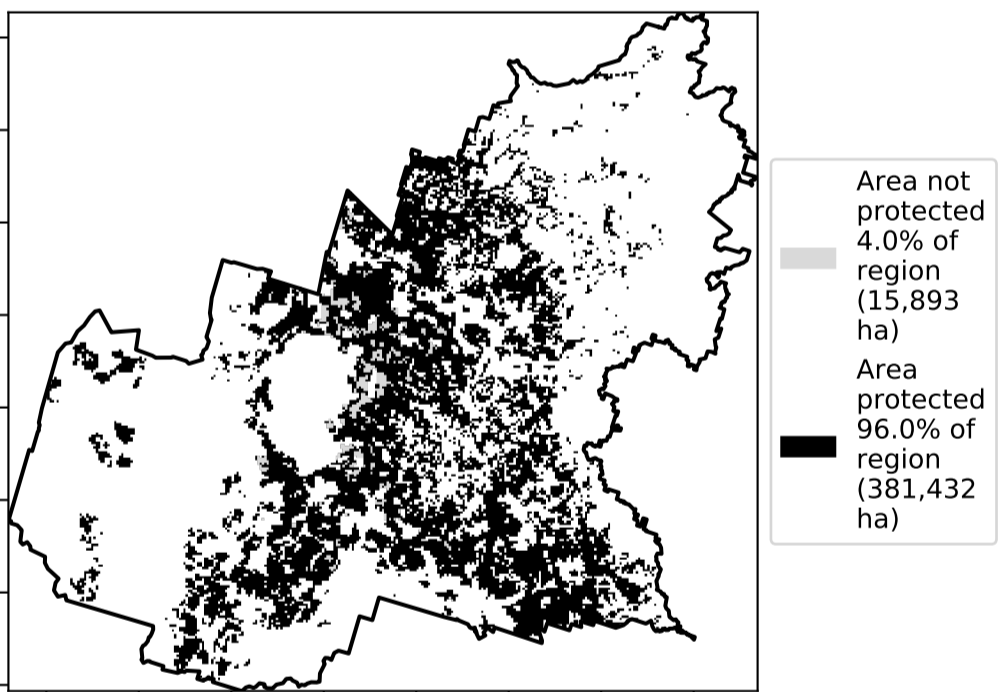 Area not
protected
4.0% of
region
(15,893
ha)
Area
protected
96.0% of
region
(381,432
ha)